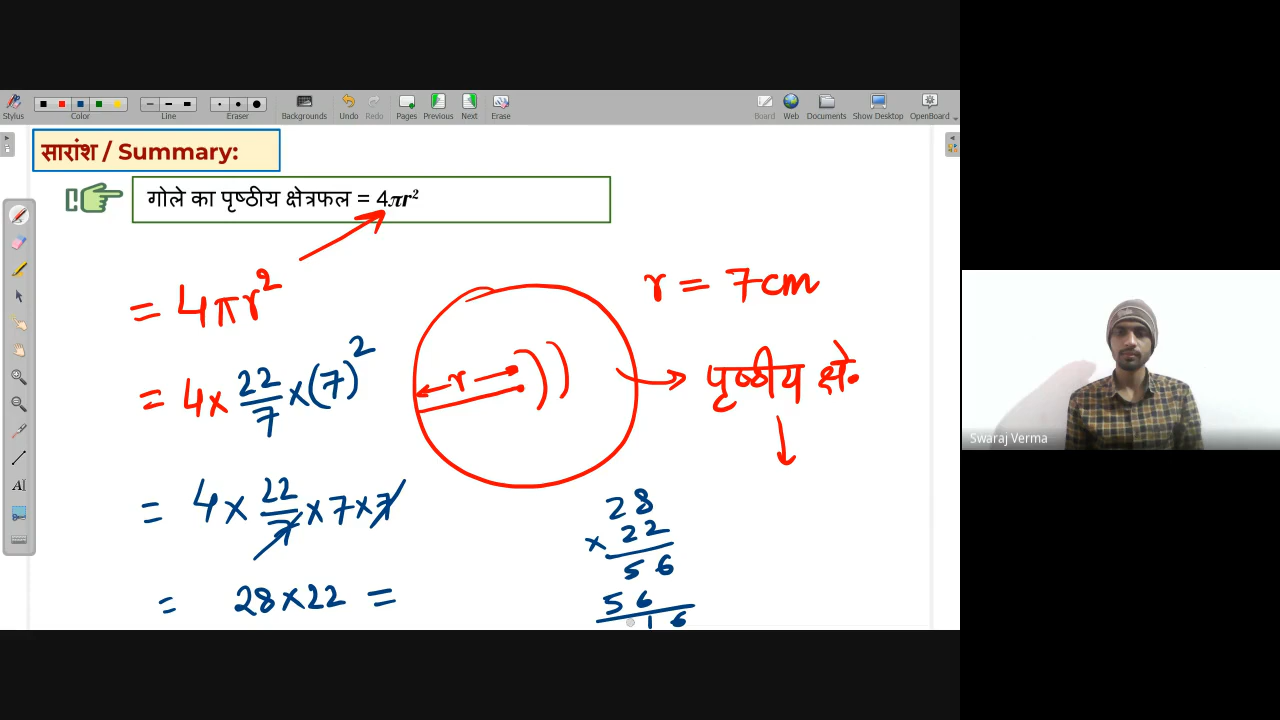 Stylus Color Line Eraser Backgrounds Undo Redo Pages Previous Next Erase Board Web Documents Show Desktop OpenBoard
सारांश / Summary:
गोले का पृष्ठीय क्षेत्रफल = 4πr²
= 4πr²
r = 7cm
= 4 × 22/7 × (7)²
r
→ पृष्ठीय क्षे.
= 4 × 22/7 × 7 × 7
= 28 × 22 =
28
× 22
56
56
16
Swaraj Verma